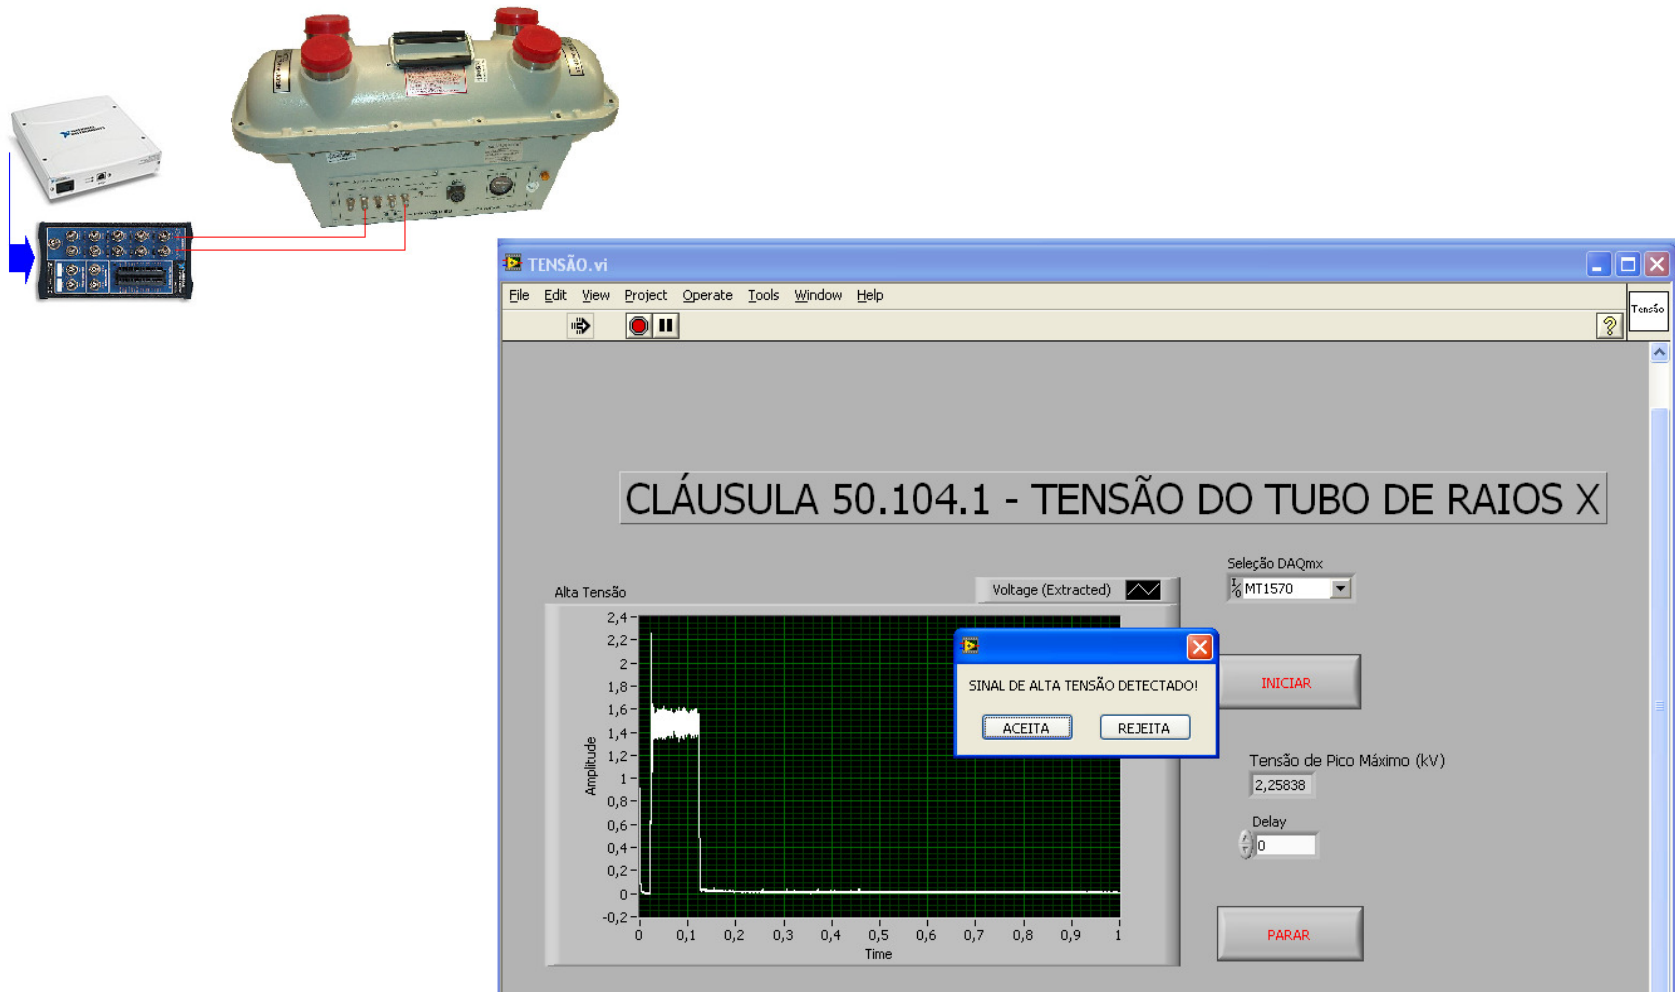 TENSÃO.vi
File Edit View Project Operate Tools Window Help
Tensão
CLÁUSULA 50.104.1 - TENSÃO DO TUBO DE RAIOS X
Seleção DAQmx
MT1570
Alta Tensão
Voltage (Extracted)
2,4
2,2
2
1,8
1,6
1,4
1,2
1
0,8
0,6
0,4
0,2
0
-0,2
Amplitude
0 0,1 0,2 0,3 0,4 0,5 0,6 0,7 0,8 0,9 1
Time
SINAL DE ALTA TENSÃO DETECTADO!
ACEITA REJEITA
INICIAR
Tensão de Pico Máximo (kV)
2,25838
Delay
0
PARAR